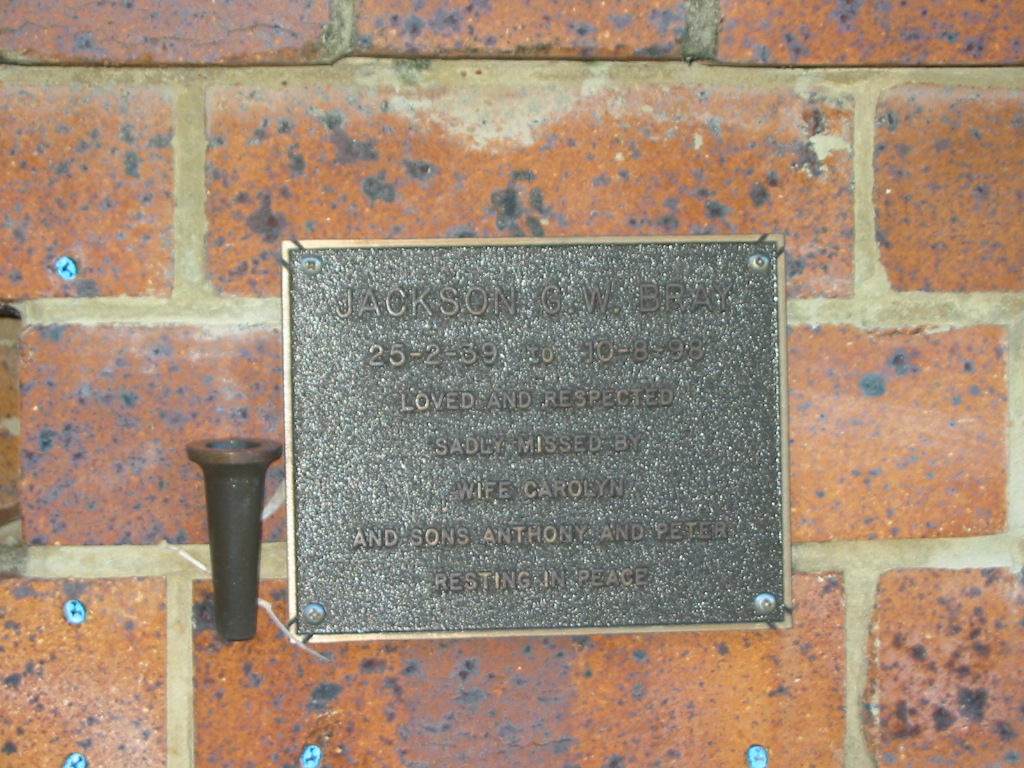 JACKSON G.W. BRAY
25-2-39 to 10-8-98
LOVED AND RESPECTED
SADLY MISSED BY
WIFE CAROLYN
AND SONS ANTHONY AND PETER
RESTING IN PEACE